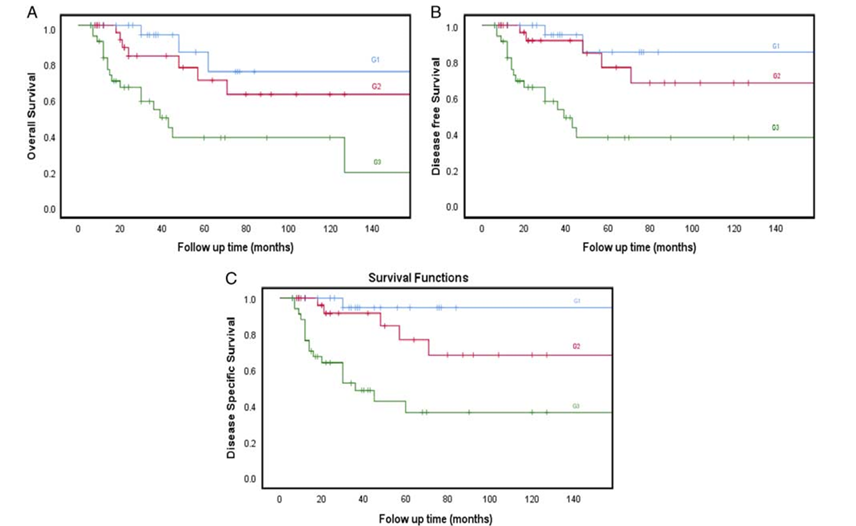 A
Overall Survival
1.0
0.8
0.6
0.4
0.2
0.0
G1
G2
G3
0 20 40 60 80 100 120 140
Follow up time (months)
B
Disease free Survival
1.0
0.8
0.6
0.4
0.2
0.0
G1
G2
G3
0 20 40 60 80 100 120 140
Folow up time (months)
C
Survival Functions
Disease Specific Survival
1.0
0.8
0.6
0.4
0.2
0.0
G1
G2
G3
0 20 40 60 80 100 120 140
Folow up time (months)